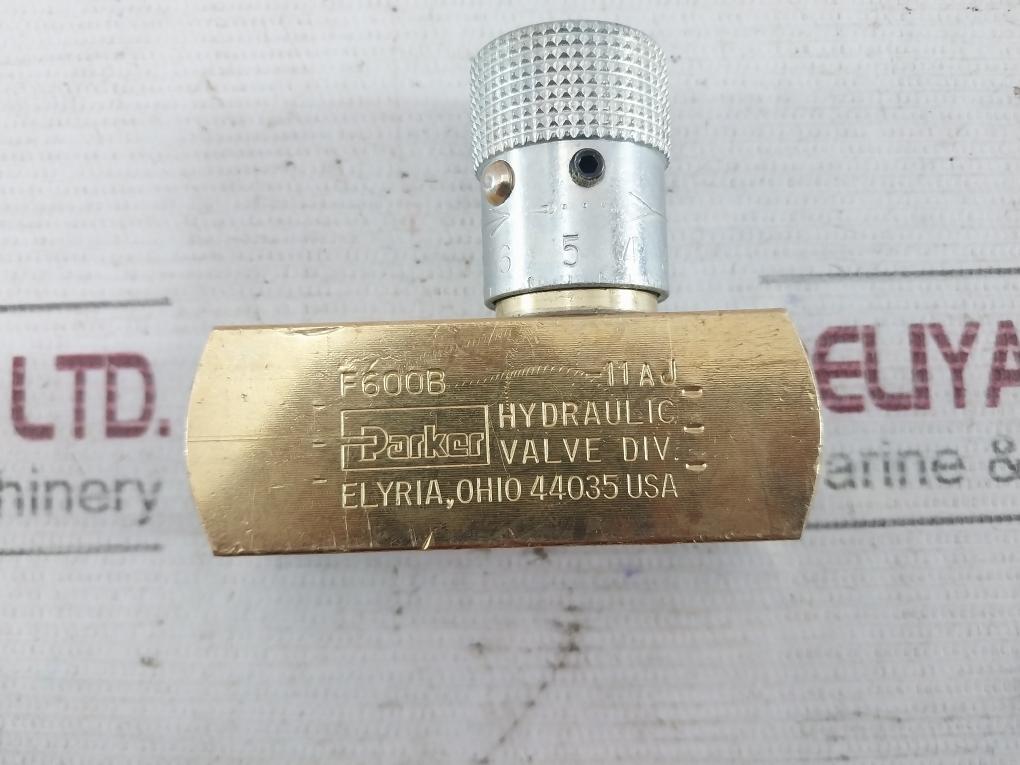 6 5 4
F600B -11AJ
Parker HYDRAULIC
VALVE DIV.
ELYRIA, OHIO 44035 USA
LTD.
ELIYA
arine &
hinery